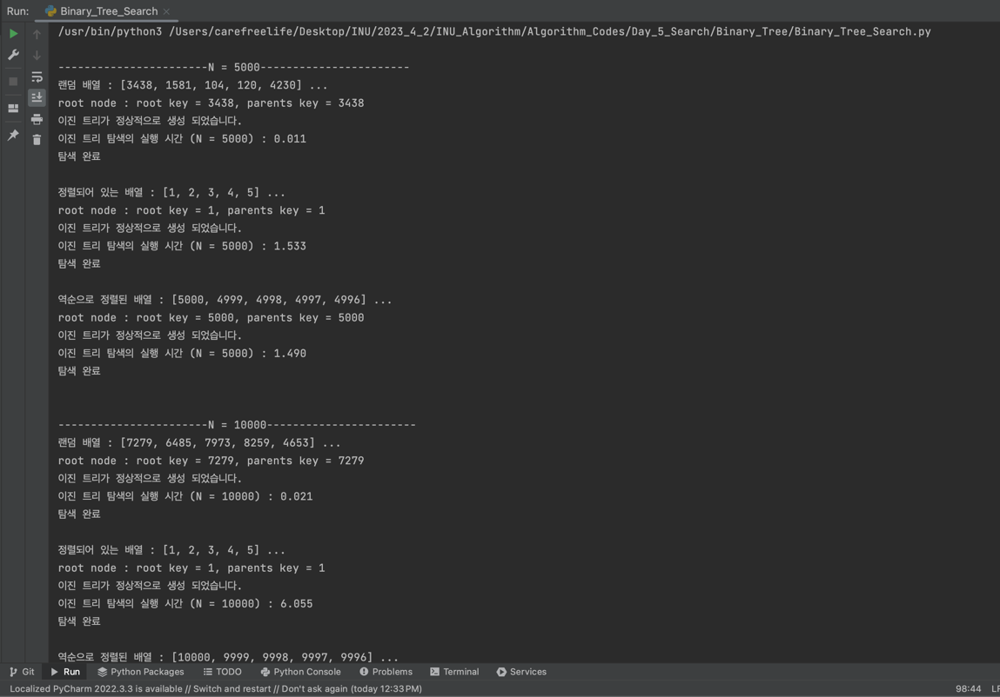 Run: Binary_Tree_Search
/usr/bin/python3 /Users/carefreelife/Desktop/INU/2023_4_2/INU_Algorithm/Algorithm_Codes/Day_5_Search/Binary_Tree/Binary_Tree_Search.py
-----------------------N = 5000-----------------------
랜덤 배열 : [3438, 1581, 104, 120, 4230] ...
root node : root key = 3438, parents key = 3438
이진 트리가 정상적으로 생성 되었습니다.
이진 트리 탐색의 실행 시간 (N = 5000) : 0.011
탐색 완료
정렬되어 있는 배열 : [1, 2, 3, 4, 5] ...
root node : root key = 1, parents key = 1
이진 트리가 정상적으로 생성 되었습니다.
이진 트리 탐색의 실행 시간 (N = 5000) : 1.533
탐색 완료
역순으로 정렬된 배열 : [5000, 4999, 4998, 4997, 4996] ...
root node : root key = 5000, parents key = 5000
이진 트리가 정상적으로 생성 되었습니다.
이진 트리 탐색의 실행 시간 (N = 5000) : 1.490
탐색 완료
-----------------------N = 10000-----------------------
랜덤 배열 : [7279, 6485, 7973, 8259, 4653] ...
root node : root key = 7279, parents key = 7279
이진 트리가 정상적으로 생성 되었습니다.
이진 트리 탐색의 실행 시간 (N = 10000) : 0.021
탐색 완료
정렬되어 있는 배열 : [1, 2, 3, 4, 5] ...
root node : root key = 1, parents key = 1
이진 트리가 정상적으로 생성 되었습니다.
이진 트리 탐색의 실행 시간 (N = 10000) : 6.055
탐색 완료
역순으로 정렬된 배열 : [10000, 9999, 9998, 9997, 9996] ...
Git Run Python Packages TODO Python Console Problems Terminal Services
Localized PyCharm 2022.3.3 is available // Switch and restart // Don't ask again (today 12:33 PM) 98:44